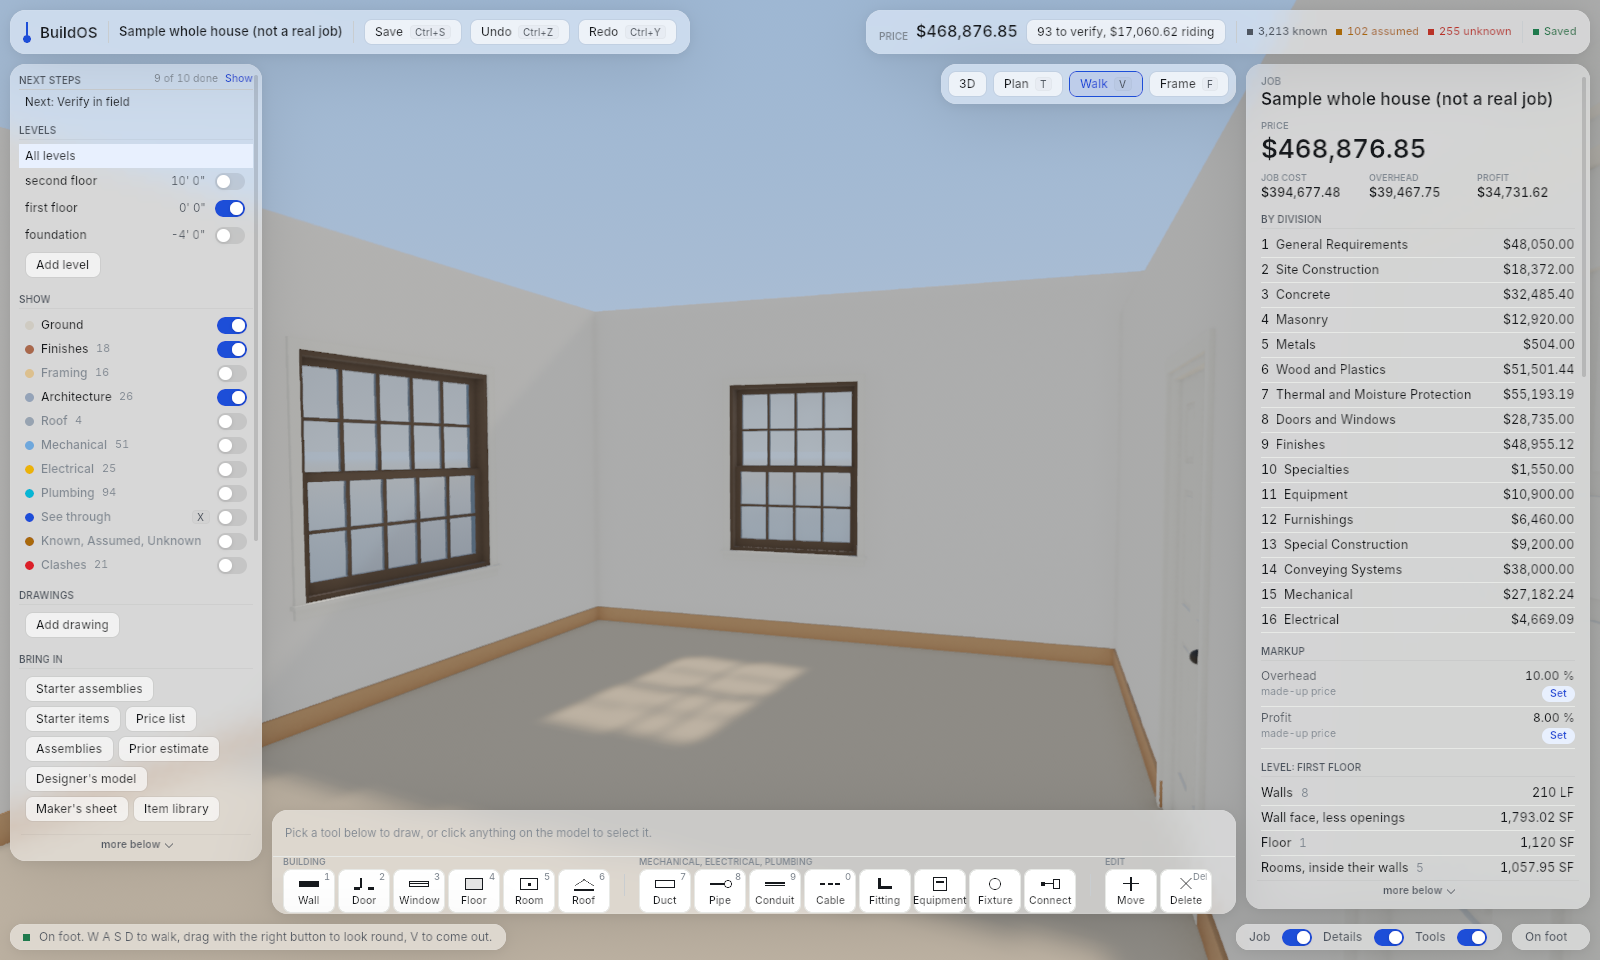 BuildOS
Sample whole house (not a real job)
Save Ctrl+S
Undo Ctrl+Z
Redo Ctrl+Y
PRICE $468,876.85
93 to verify, $17,060.62 riding
3,213 known
102 assumed
255 unknown
Saved
3D
Plan T
Walk V
Frame F
NEXT STEPS 9 of 10 done Show
Next: Verify in field
LEVELS
All levels
second floor 10' 0"
first floor 0' 0"
foundation -4' 0"
Add level
SHOW
Ground
Finishes 18
Framing 16
Architecture 26
Roof 4
Mechanical 51
Electrical 25
Plumbing 94
See through X
Known, Assumed, Unknown
Clashes 21
DRAWINGS
Add drawing
BRING IN
Starter assemblies
Starter items Price list
Assemblies Prior estimate
Designer's model
Maker's sheet Item library
more below
JOB
Sample whole house (not a real job)
PRICE
$468,876.85
JOB COST OVERHEAD PROFIT
$394,677.48 $39,467.75 $34,731.62
BY DIVISION
1 General Requirements $48,050.00
2 Site Construction $18,372.00
3 Concrete $32,485.40
4 Masonry $12,920.00
5 Metals $504.00
6 Wood and Plastics $51,501.44
7 Thermal and Moisture Protection $55,193.19
8 Doors and Windows $28,735.00
9 Finishes $48,955.12
10 Specialties $1,550.00
11 Equipment $10,900.00
12 Furnishings $6,460.00
13 Special Construction $9,200.00
14 Conveying Systems $38,000.00
15 Mechanical $27,182.24
16 Electrical $4,669.09
MARKUP
Overhead 10.00 %
made-up price Set
Profit 8.00 %
made-up price Set
LEVEL: FIRST FLOOR
Walls 8 210 LF
Wall face, less openings 1,793.02 SF
Floor 1 1,120 SF
Rooms, inside their walls 5 1,057.95 SF
more below
Pick a tool below to draw, or click anything on the model to select it.
BUILDING
Wall 1
Door 2
Window 3
Floor 4
Room 5
Roof 6
MECHANICAL, ELECTRICAL, PLUMBING
Duct 7
Pipe 8
Conduit 9
Cable 0
Fitting
Equipment
Fixture
Connect
EDIT
Move
Delete Del
On foot. W A S D to walk, drag with the right button to look round, V to come out.
Job
Details
Tools
On foot